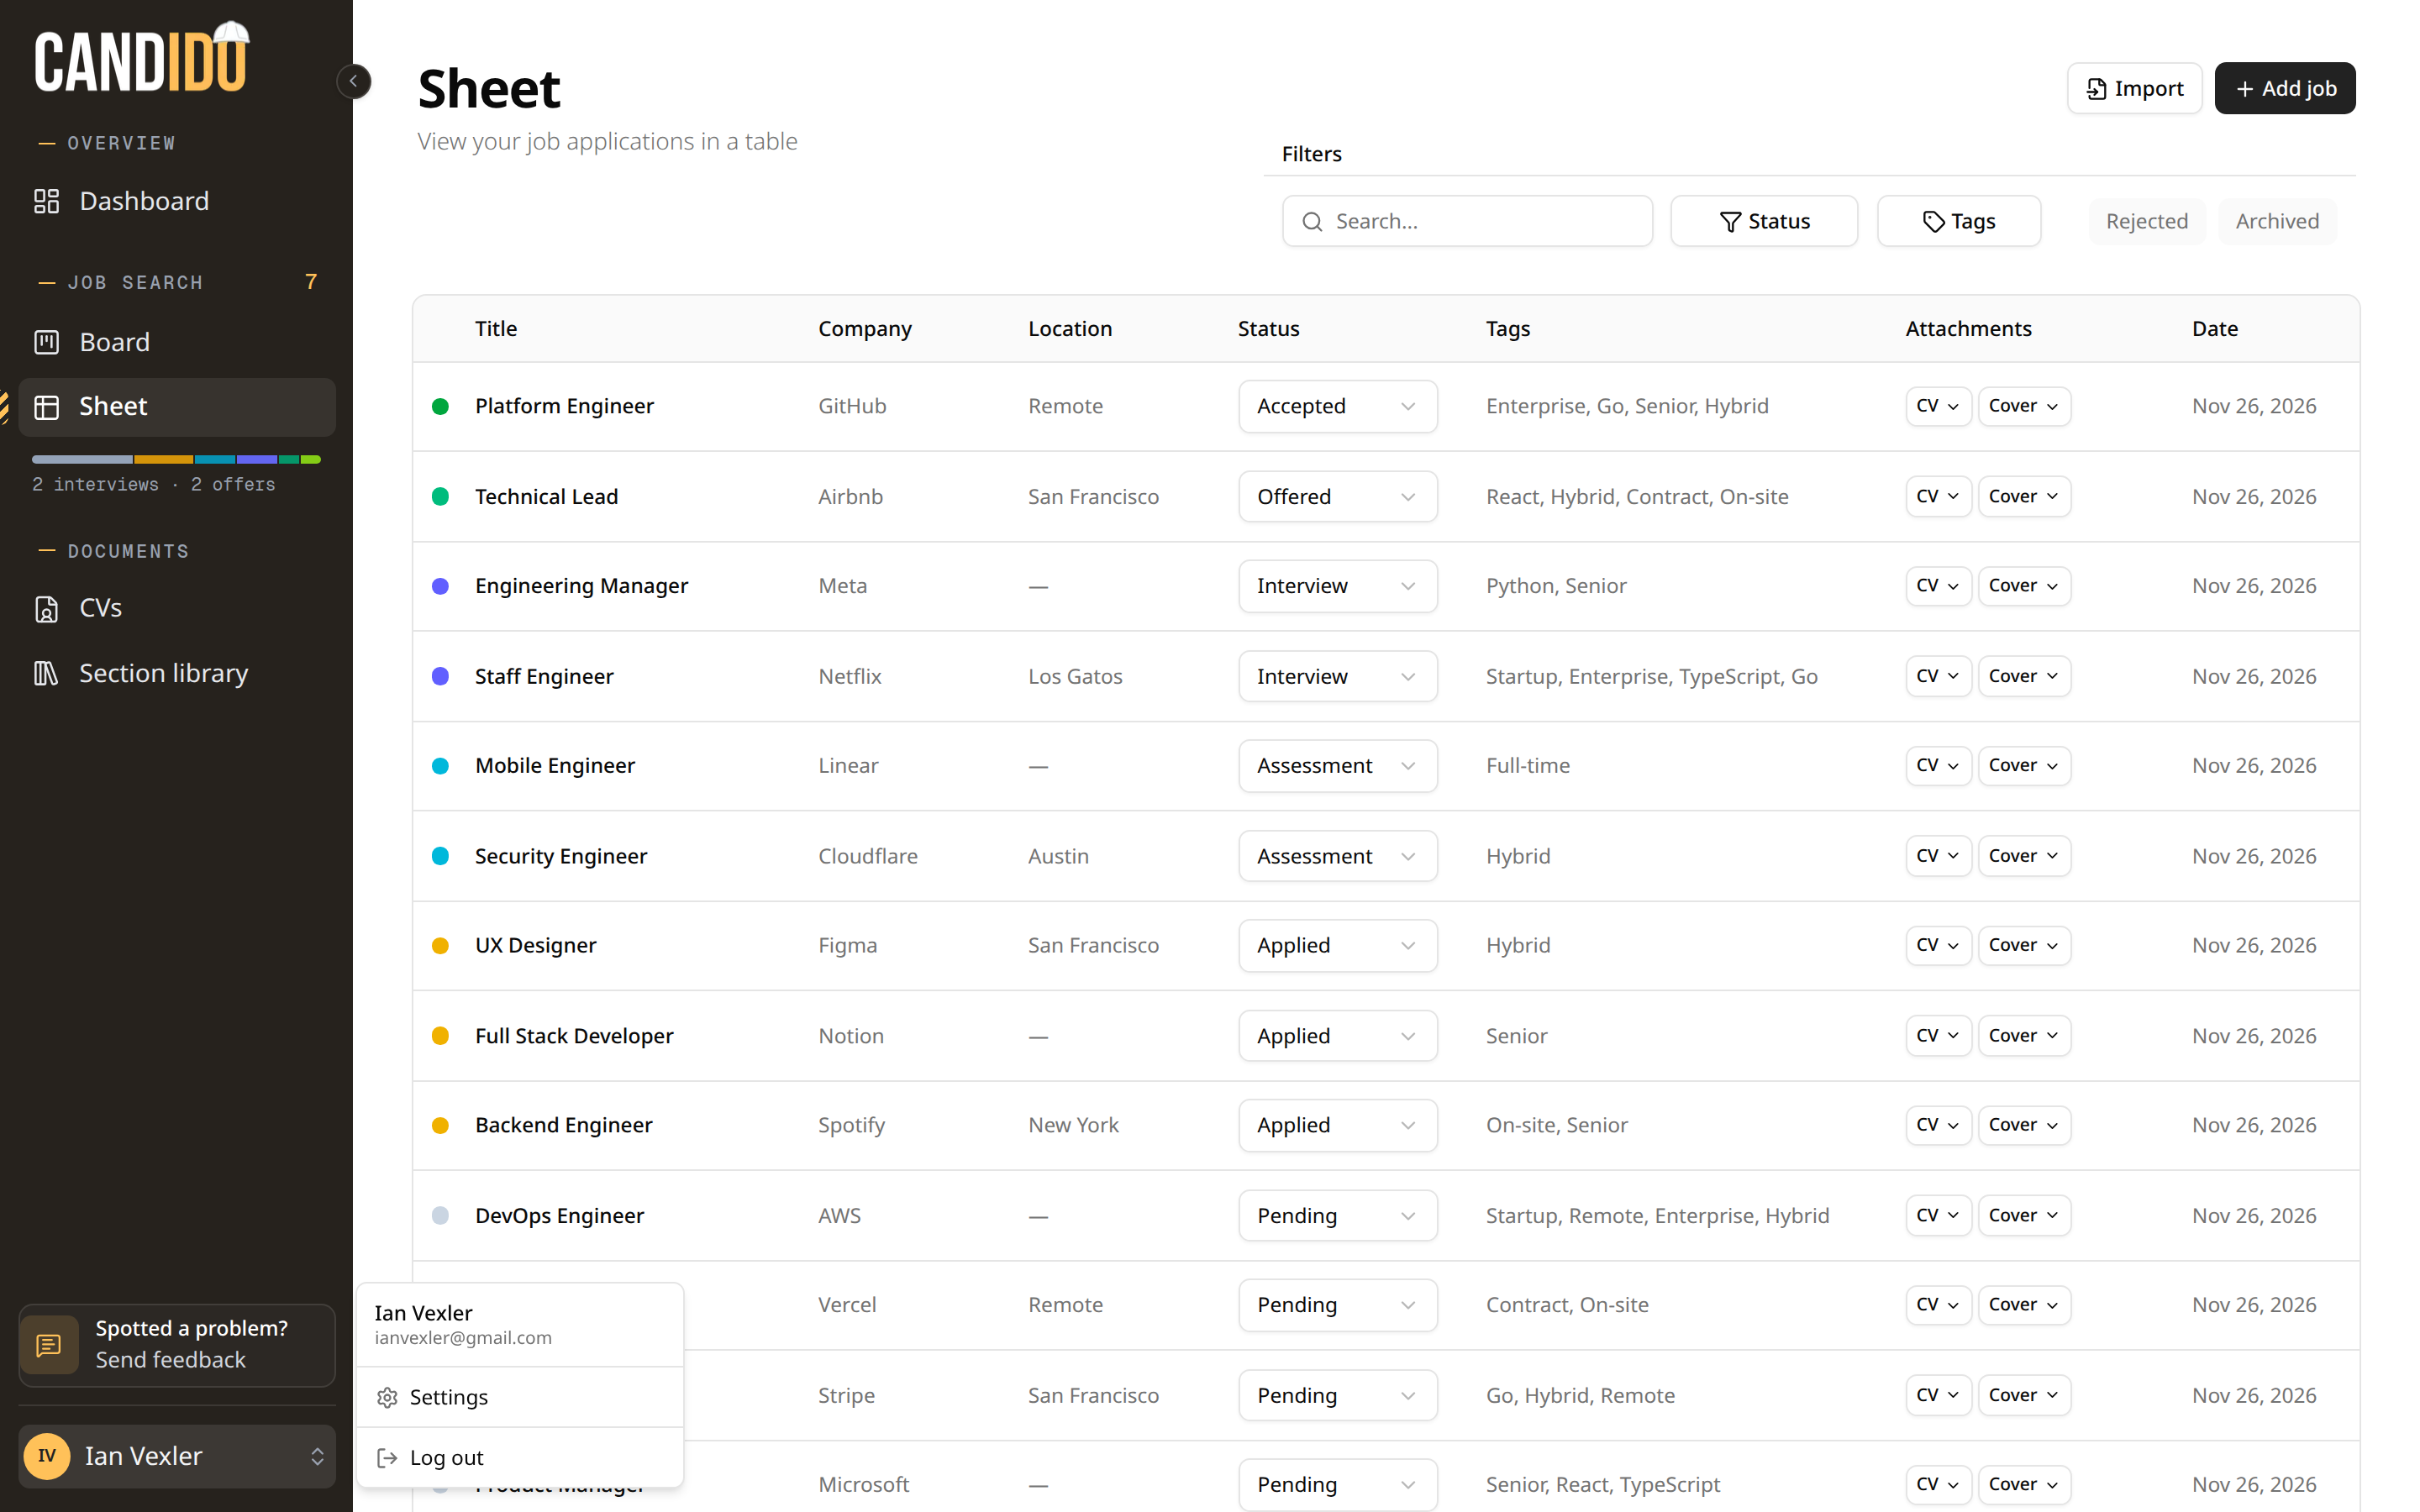 CANDIDO
OVERVIEW
Dashboard
JOB SEARCH 7
Board
Sheet
2 interviews · 2 offers
DOCUMENTS
CVs
Section library
Spotted a problem?
Send feedback
IV Ian Vexler
Ian Vexler
ianvexler@gmail.com
Settings
Log out
Sheet
View your job applications in a table
Import
Add job
Filters
Search...
Status
Tags
Rejected
Archived
Title Company Location Status Tags Attachments Date
Platform Engineer GitHub Remote Accepted Enterprise, Go, Senior, Hybrid CV Cover Nov 26, 2026
Technical Lead Airbnb San Francisco Offered React, Hybrid, Contract, On-site CV Cover Nov 26, 2026
Engineering Manager Meta — Interview Python, Senior CV Cover Nov 26, 2026
Staff Engineer Netflix Los Gatos Interview Startup, Enterprise, TypeScript, Go CV Cover Nov 26, 2026
Mobile Engineer Linear — Assessment Full-time CV Cover Nov 26, 2026
Security Engineer Cloudflare Austin Assessment Hybrid CV Cover Nov 26, 2026
UX Designer Figma San Francisco Applied Hybrid CV Cover Nov 26, 2026
Full Stack Developer Notion — Applied Senior CV Cover Nov 26, 2026
Backend Engineer Spotify New York Applied On-site, Senior CV Cover Nov 26, 2026
DevOps Engineer AWS — Pending Startup, Remote, Enterprise, Hybrid CV Cover Nov 26, 2026
Vercel Remote Pending Contract, On-site CV Cover Nov 26, 2026
Stripe San Francisco Pending Go, Hybrid, Remote CV Cover Nov 26, 2026
Product Manager Microsoft — Pending Senior, React, TypeScript CV Cover Nov 26, 2026